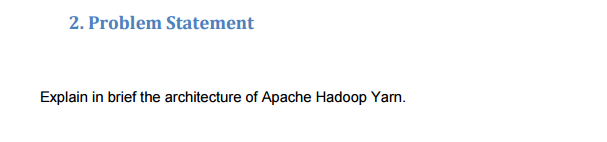 2. Problem Statement
Explain in brief the architecture of Apache Hadoop Yarn.